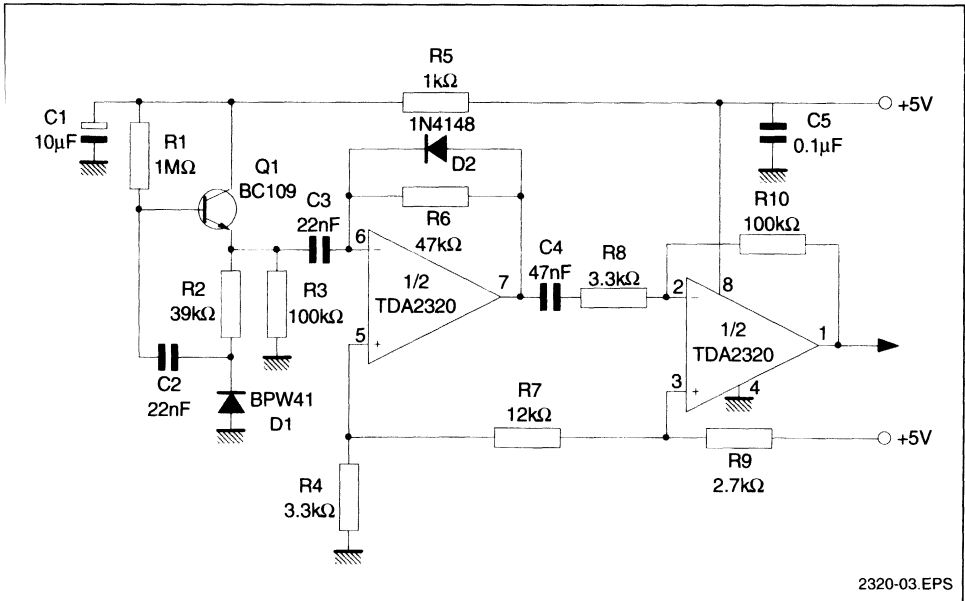 R5
1kΩ
+5V
C1
10µF
R1
1MΩ
1N4148
D2
C5
0.1µF
Q1
BC109
C3
22nF
R6
47kΩ
R10
100kΩ
6
−
C4
47nF
R8
3.3kΩ
R2
39kΩ
R3
100kΩ
1/2
TDA2320
7
2
−
8
5
+
1/2
TDA2320
1
C2
22nF
BPW41
D1
R7
12kΩ
3
+
4
+5V
R4
3.3kΩ
R9
2.7kΩ
2320-03.EPS